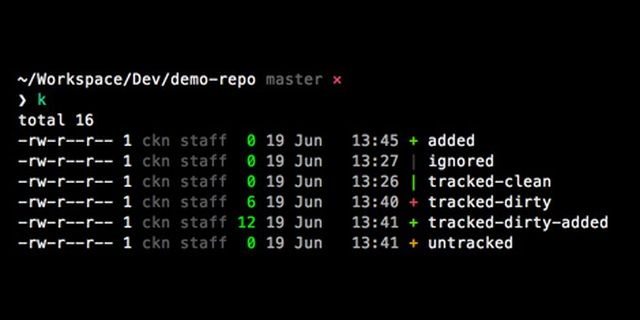 ~/Workspace/Dev/demo-repo master ×
❯ k
total 16
-rw-r--r-- 1 ckn staff  0 19 Jun   13:45 + added
-rw-r--r-- 1 ckn staff  0 19 Jun   13:27 | ignored
-rw-r--r-- 1 ckn staff  0 19 Jun   13:26 | tracked-clean
-rw-r--r-- 1 ckn staff  6 19 Jun   13:40 + tracked-dirty
-rw-r--r-- 1 ckn staff 12 19 Jun   13:41 + tracked-dirty-added
-rw-r--r-- 1 ckn staff  0 19 Jun   13:41 + untracked